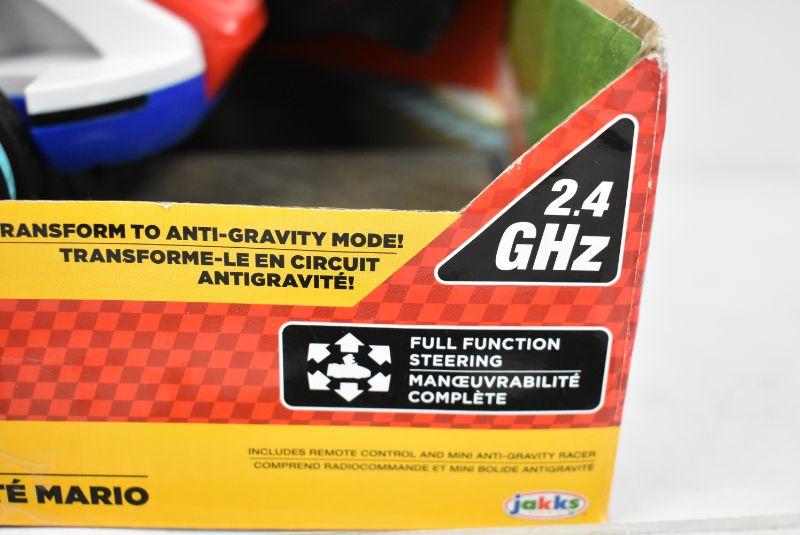 2.4
GHz
RANSFORM TO ANTI-GRAVITY MODE!
TRANSFORME-LE EN CIRCUIT
ANTIGRAVITÉ!
FULL FUNCTION
STEERING
MANŒUVRABILITÉ
COMPLÈTE
INCLUDES REMOTE CONTROL AND MINI ANTI-GRAVITY RACER
COMPREND RADIOCOMMANDE ET MINI BOLIDE ANTIGRAVITÉ
TÉ MARIO
jakks